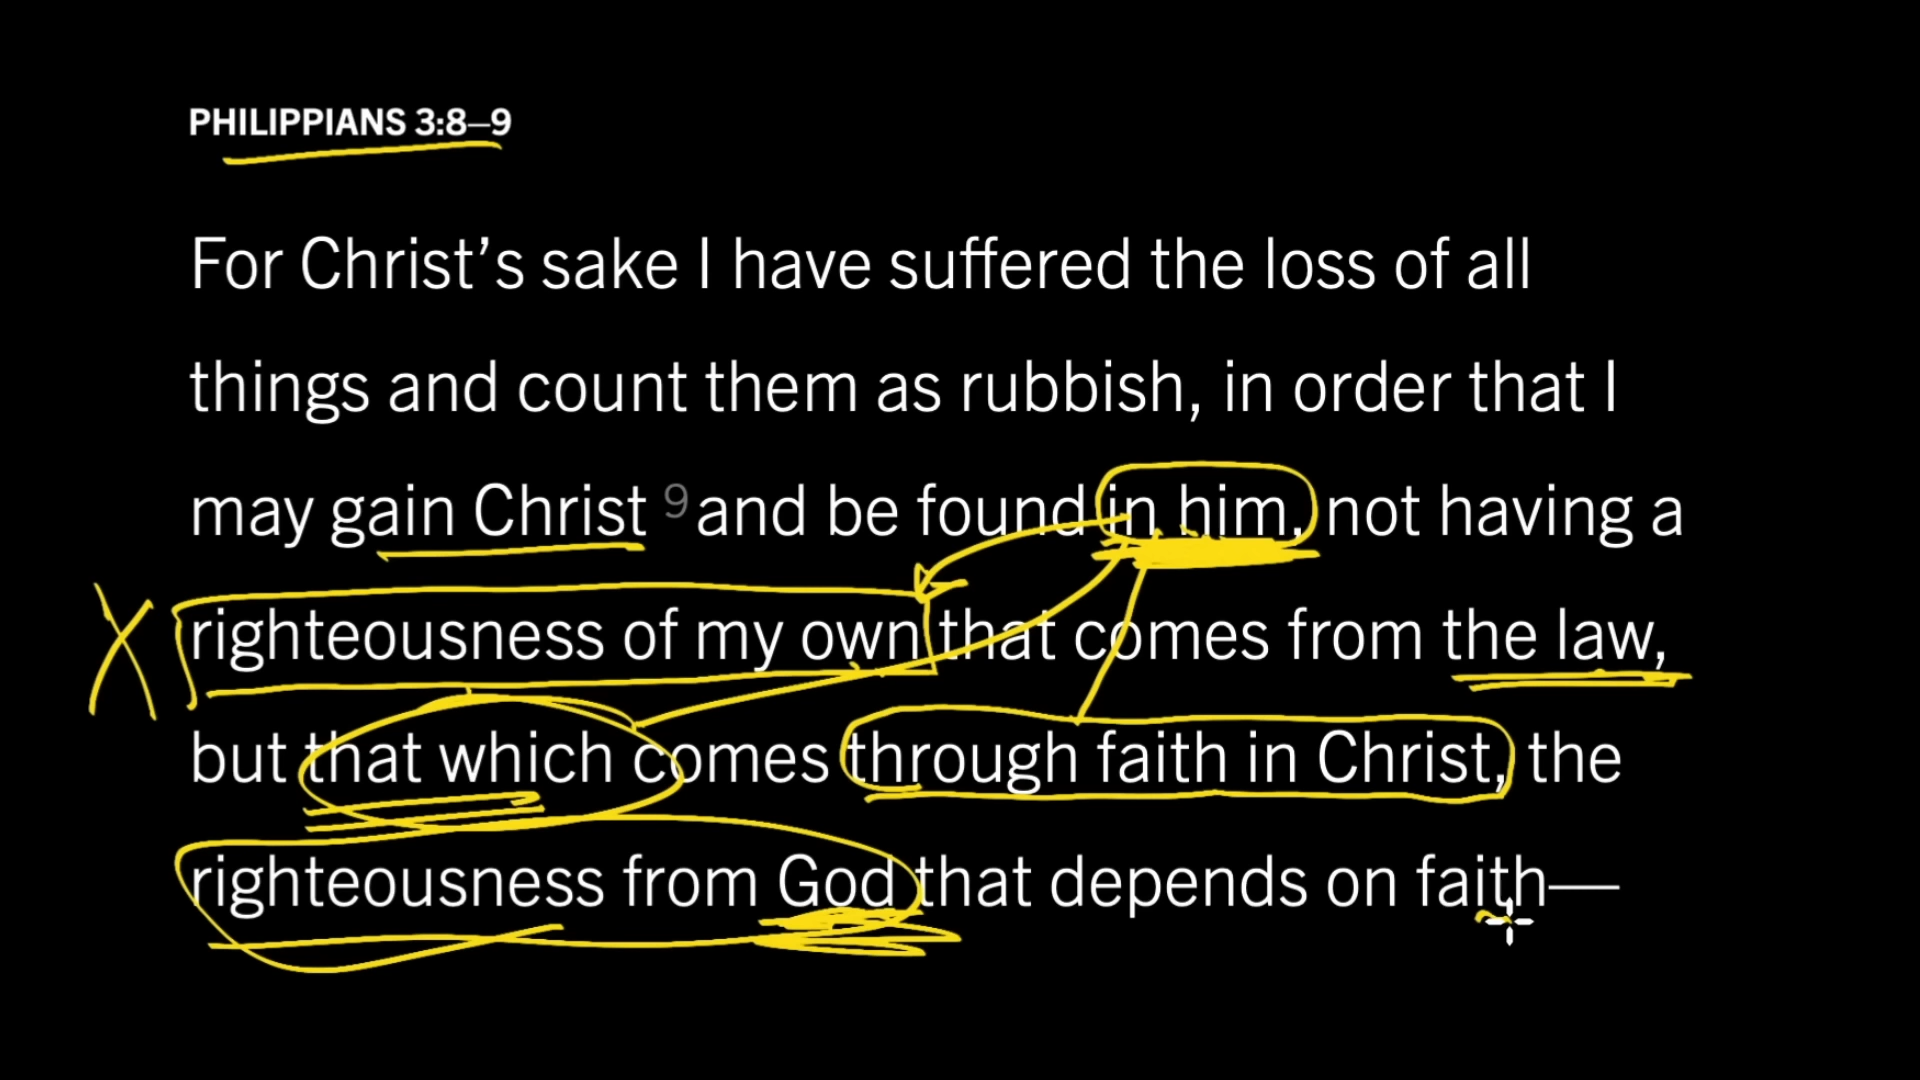 PHILIPPIANS 3:8–9
For Christ’s sake I have suffered the loss of all
things and count them as rubbish, in order that I
may gain Christ 9 and be found in him, not having a
X righteousness of my own that comes from the law,
but that which comes through faith in Christ, the
righteousness from God that depends on faith—